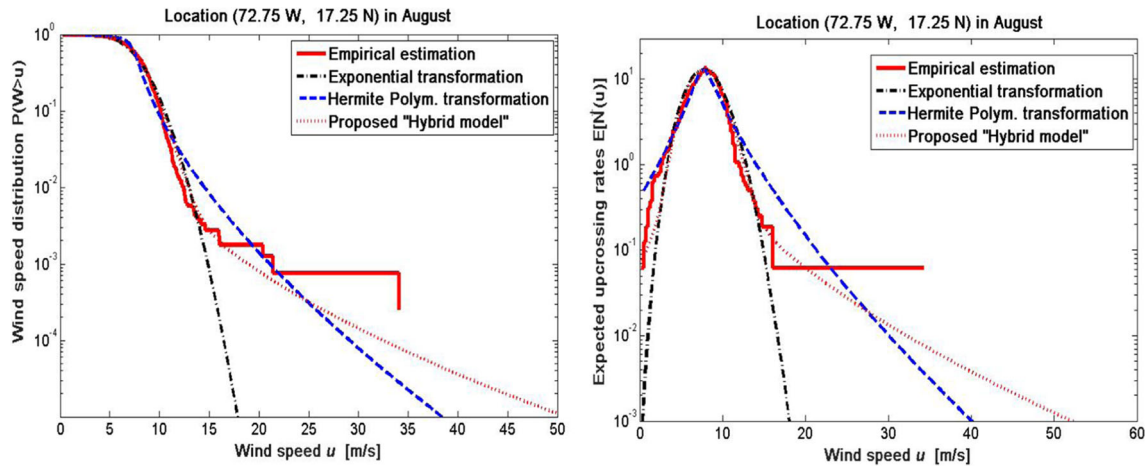 Location (72.75 W, 17.25 N) in August
Wind speed distribution P(W>u)
10^0
10^-1
10^-2
10^-3
10^-4
Empirical estimation
Exponential transformation
Hermite Polym. transformation
Proposed "Hybrid model"
0 5 10 15 20 25 30 35 40 45 50
Wind speed u [m/s]
Location (72.75 W, 17.25 N) in August
Expected upcrossing rates E[N(u)]
10^1
10^0
10^-1
10^-2
10^-3
Empirical estimation
Exponential transformation
Hermite Polym. transformation
Proposed "Hybrid model"
0 10 20 30 40 50 60
Wind speed u [m/s]